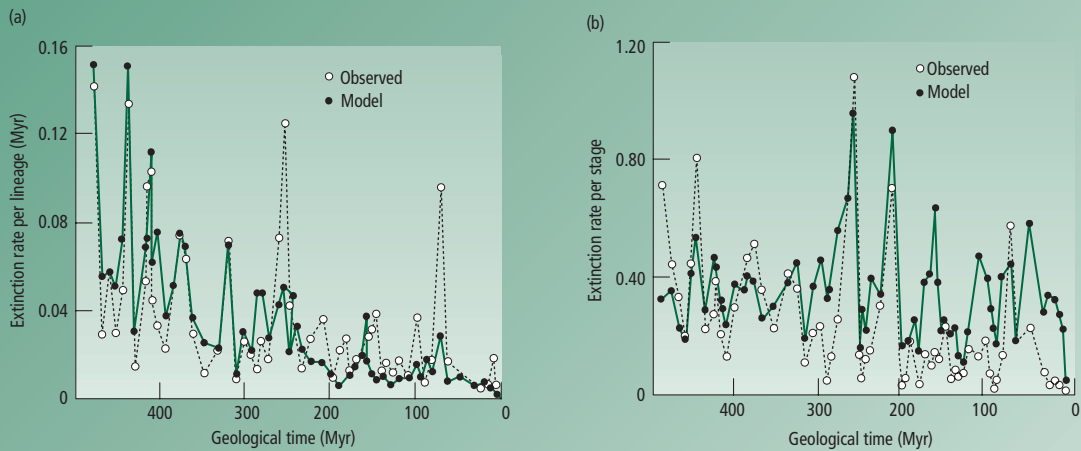 (a)
0.16
0.12
0.08
0.04
0
Extinction rate per lineage (Myr)
Observed
Model
400
300
200
100
0
Geological time (Myr)
(b)
1.20
0.80
0.40
0
Extinction rate per stage
Observed
Model
400
300
200
100
0
Geological time (Myr)